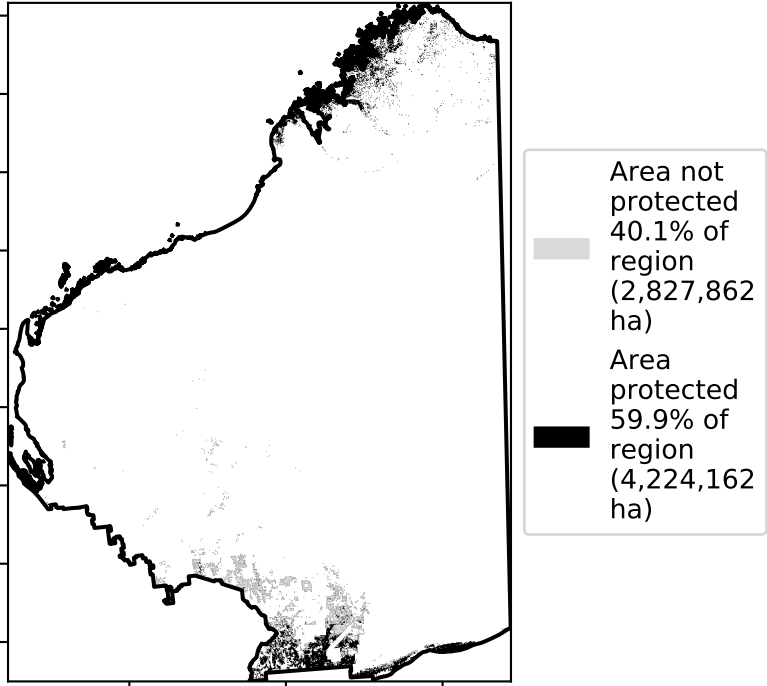 Area not
protected
40.1% of
region
(2,827,862
ha)
Area
protected
59.9% of
region
(4,224,162
ha)